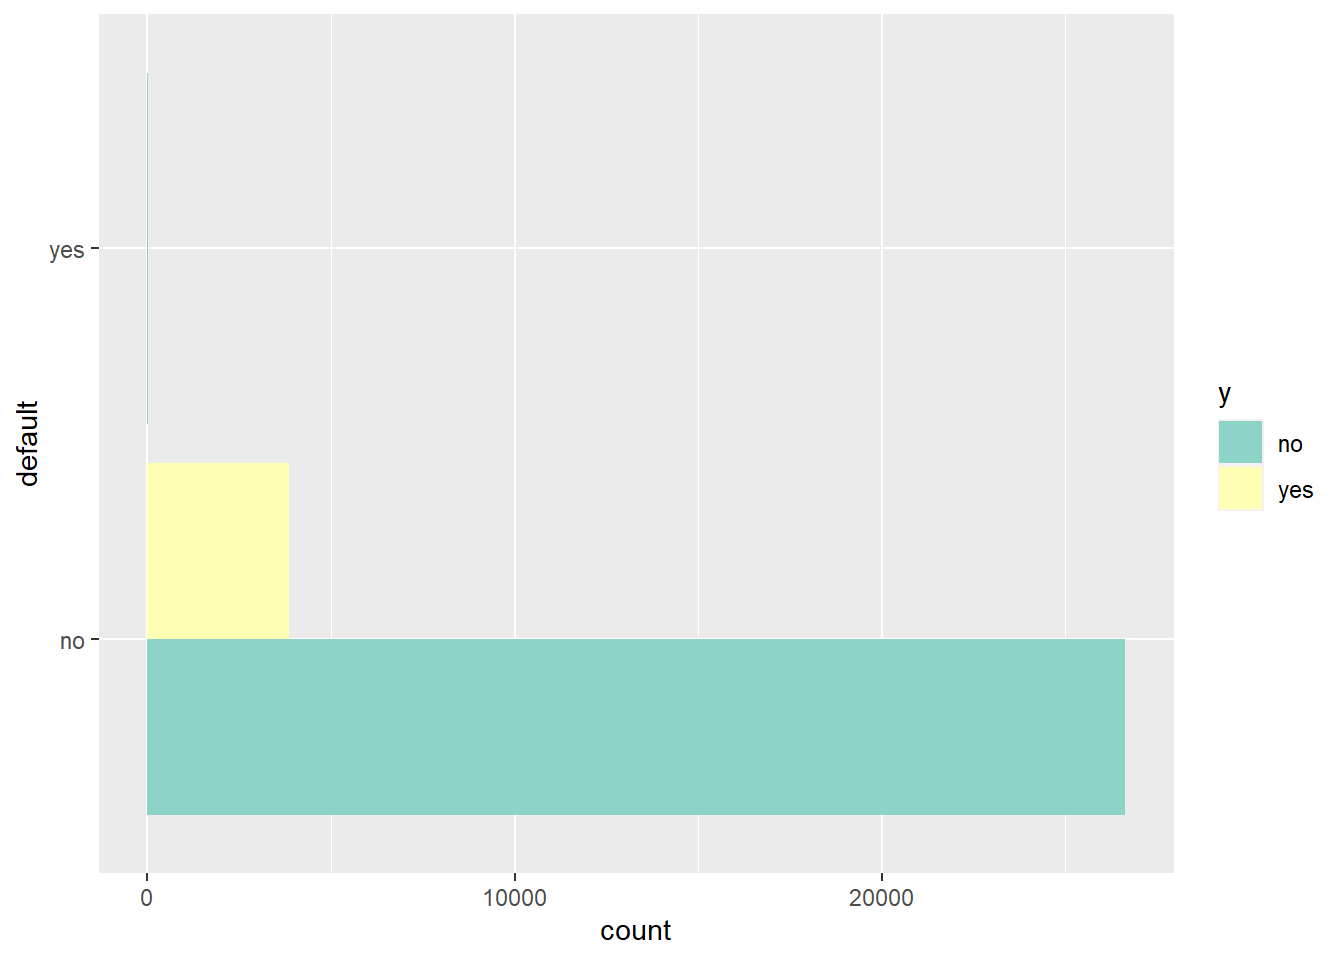 yes
no
default
0 10000 20000
count
y
no
yes